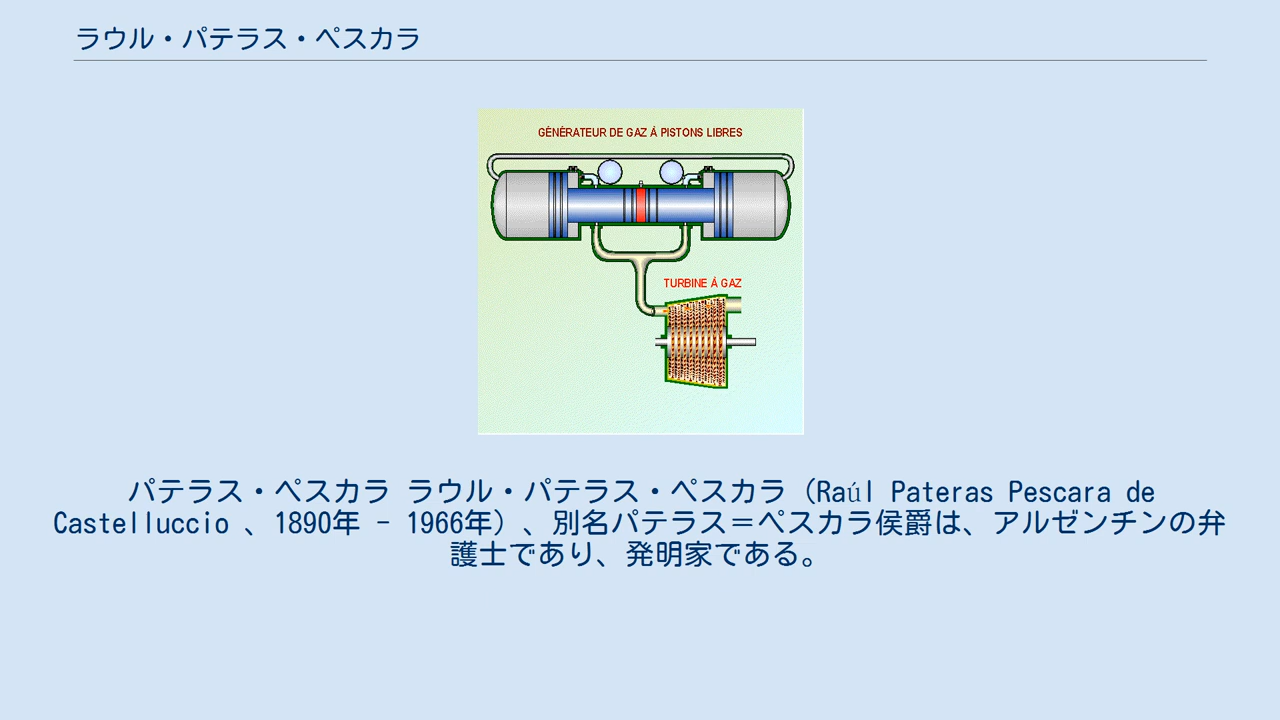 ラウル・パテラス・ペスカラ
GÉNÉRATEUR DE GAZ Á PISTONS LIBRES
TURBINE Á GAZ
パテラス・ペスカラ ラウル・パテラス・ペスカラ（Raúl Pateras Pescara de
Castelluccio 、1890年 - 1966年）、別名パテラス＝ペスカラ侯爵は、アルゼンチンの弁
護士であり、発明家である。